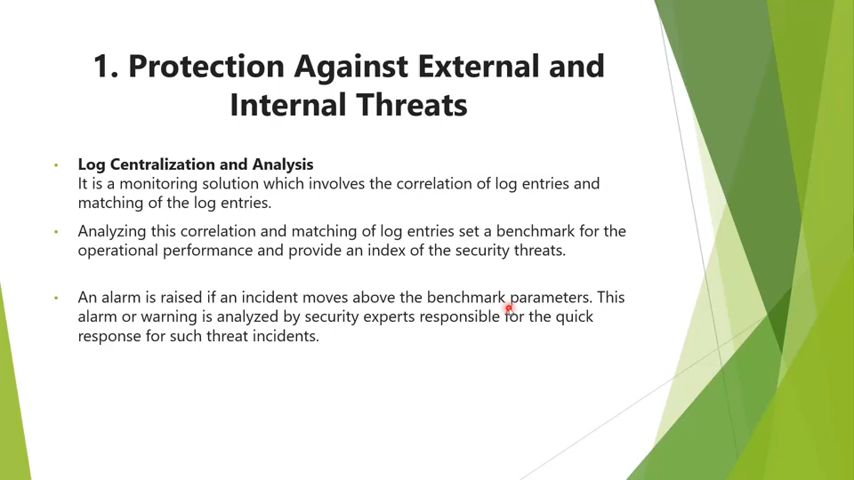 1. Protection Against External and
Internal Threats
• Log Centralization and Analysis
It is a monitoring solution which involves the correlation of log entries and
matching of the log entries.
• Analyzing this correlation and matching of log entries set a benchmark for the
operational performance and provide an index of the security threats.
• An alarm is raised if an incident moves above the benchmark parameters. This
alarm or warning is analyzed by security experts responsible for the quick
response for such threat incidents.